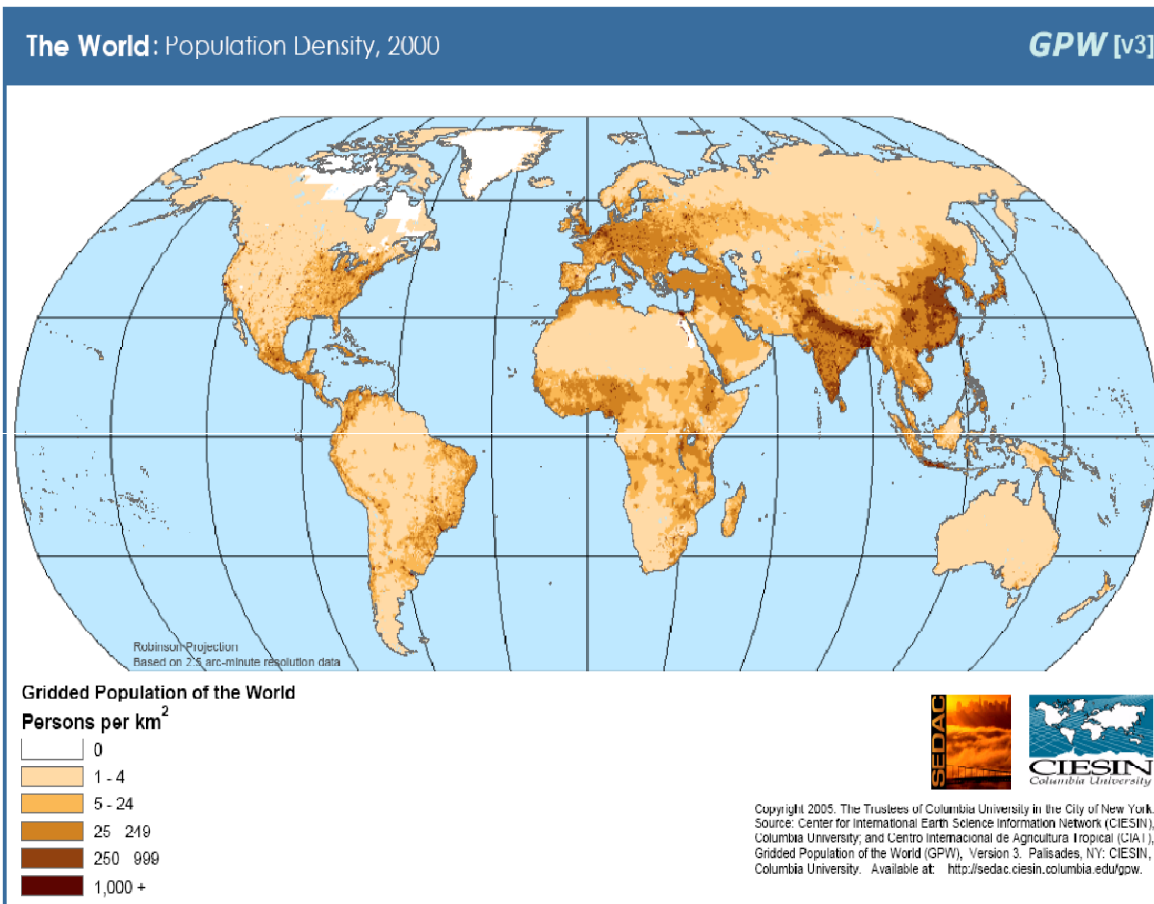 The World: Population Density, 2000
GPW [v3]
Robinson Projection
Based on 2.5 arc-minute resolution data
Gridded Population of the World
Persons per km2
0
1 - 4
5 - 24
25 249
250 999
1,000 +
SEDAC
CIESIN
Columbia University
Copyright 2005. The Trustees of Columbia University in the City of New York.
Source: Center for International Earth Science Information Network (CIESIN),
Columbia University; and Centro Internacional de Agricultura Tropical (CIAT),
Gridded Population of the World (GPW), Version 3. Palisades, NY: CIESIN,
Columbia University. Available at: http://sedac.ciesin.columbia.edu/gpw.